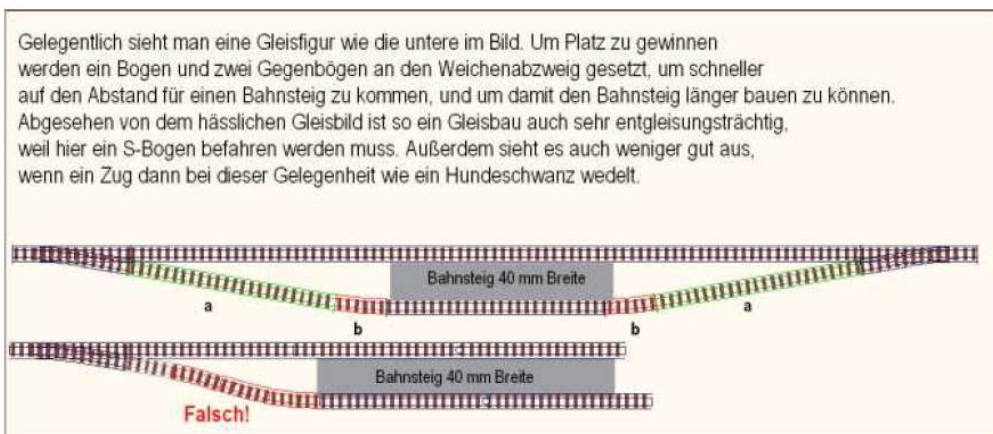 Gelegentlich sieht man eine Gleisfigur wie die untere im Bild. Um Platz zu gewinnen
werden ein Bogen und zwei Gegenbögen an den Weichenabzweig gesetzt, um schneller
auf den Abstand für einen Bahnsteig zu kommen, und um damit den Bahnsteig länger bauen zu können.
Abgesehen von dem hässlichen Gleisbild ist so ein Gleisbau auch sehr entgleisungsträchtig,
weil hier ein S-Bogen befahren werden muss. Außerdem sieht es auch weniger gut aus,
wenn ein Zug dann bei dieser Gelegenheit wie ein Hundeschwanz wedelt.
Bahnsteig 40 mm Breite
a
a
b
b
Bahnsteig 40 mm Breite
Falsch!